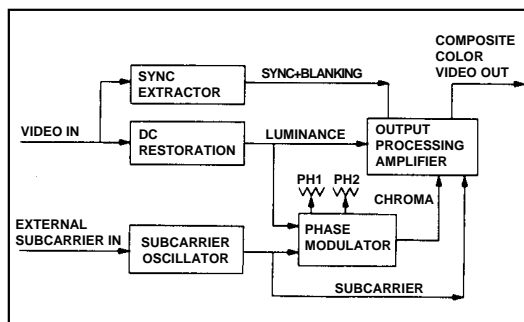 COMPOSITE
COLOR
VIDEO OUT
SYNC
EXTRACTOR
SYNC+BLANKING
VIDEO IN
DC
RESTORATION
LUMINANCE
OUTPUT
PROCESSING
AMPLIFIER
PH1
PH2
CHROMA
EXTERNAL
SUBCARRIER IN
SUBCARRIER
OSCILLATOR
PHASE
MODULATOR
SUBCARRIER